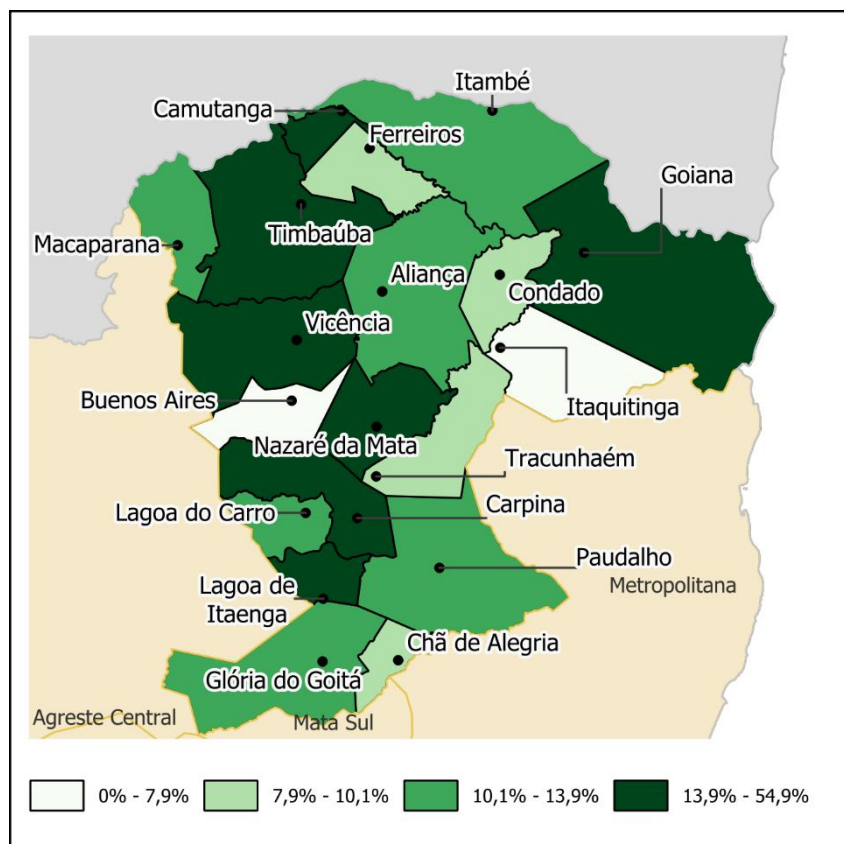 Itambé
Camutanga
Ferreiros
Goiana
Timbaúba
Macaparana
Aliança
Condado
Vicência
Buenos Aires
Itaquitinga
Nazaré da Mata
Tracunhaém
Carpina
Lagoa do Carro
Paudalho
Metropolitana
Lagoa de
Itaenga
Chã de Alegria
Glória do Goitá
Agreste Central
Mata Sul
0% - 7,9%
7,9% - 10,1%
10,1% - 13,9%
13,9% - 54,9%